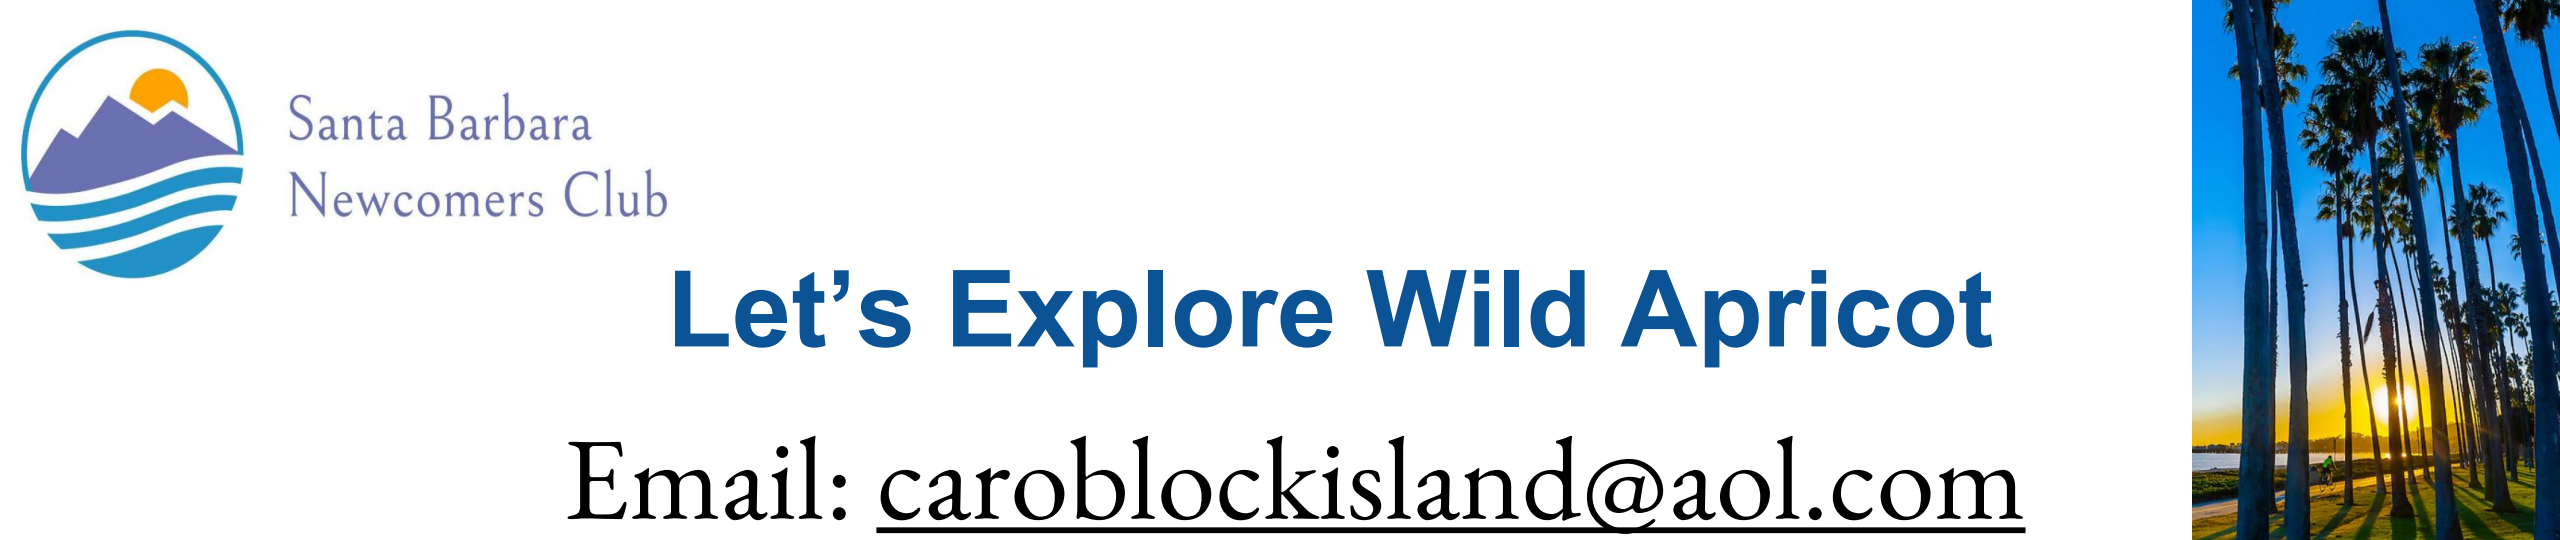 Santa Barbara
Newcomers Club
Let’s Explore Wild Apricot
Email: caroblockisland@aol.com